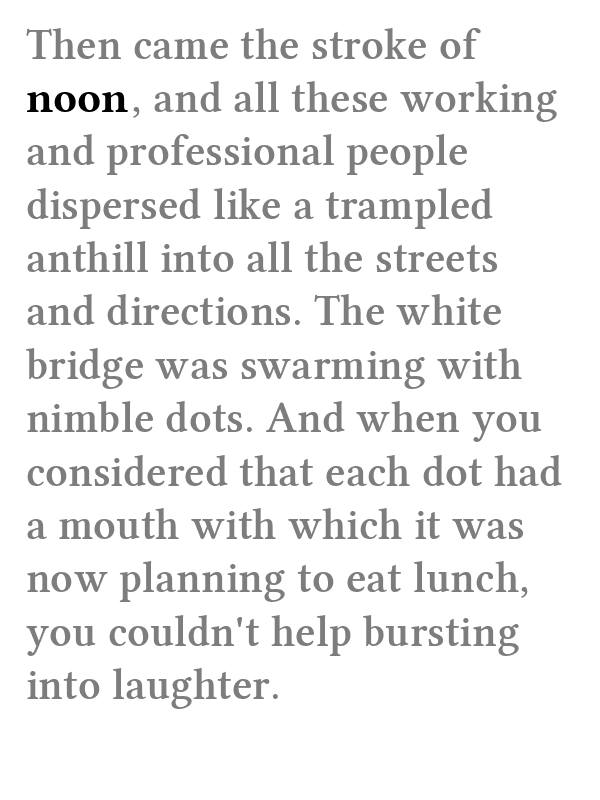 Then came the stroke of
noon, and all these working
and professional people
dispersed like a trampled
anthill into all the streets
and directions. The white
bridge was swarming with
nimble dots. And when you
considered that each dot had
a mouth with which it was
now planning to eat lunch,
you couldn't help bursting
into laughter.